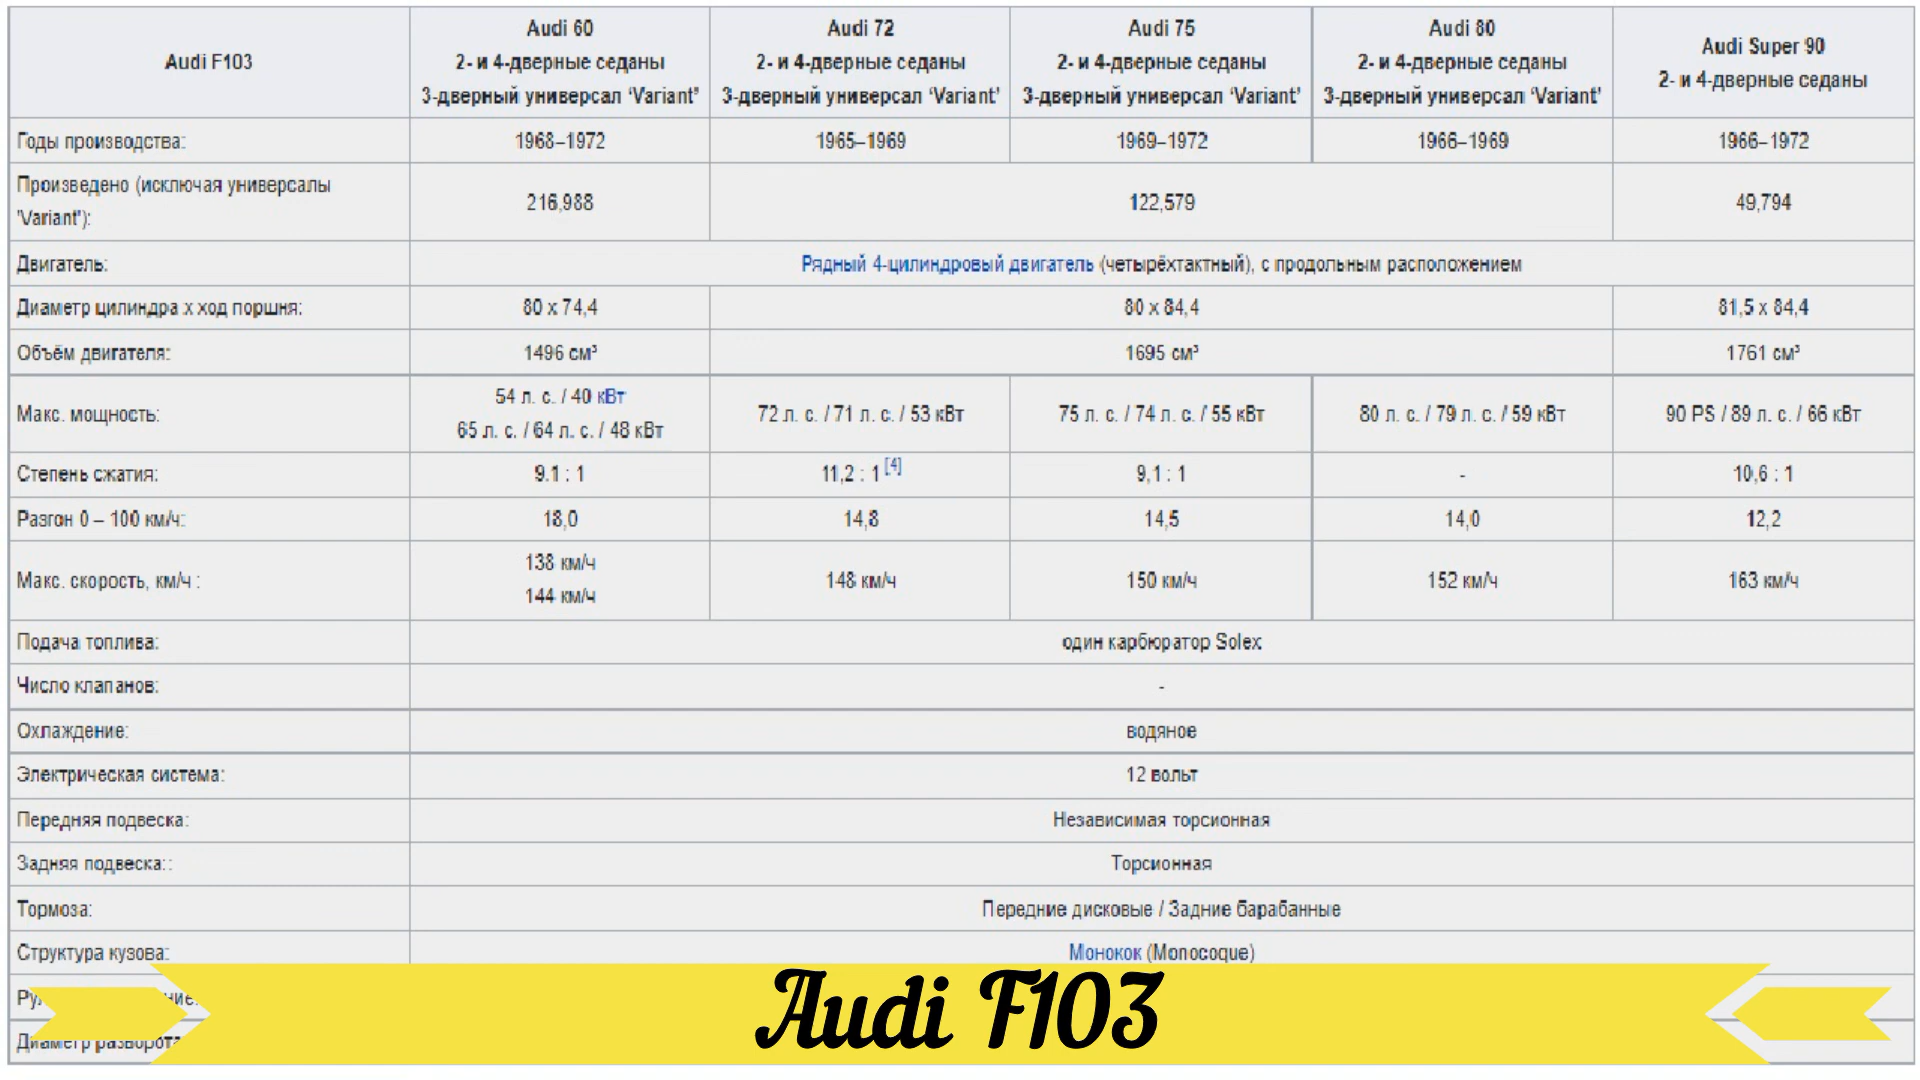 Audi F103
Audi 60
2- и 4-дверные седаны
3-дверный универсал ‘Variant’
Audi 72
2- и 4-дверные седаны
3-дверный универсал ‘Variant’
Audi 75
2- и 4-дверные седаны
3-дверный универсал ‘Variant’
Audi 80
2- и 4-дверные седаны
3-дверный универсал ‘Variant’
Audi Super 90
2- и 4-дверные седаны
Годы производства: 1968–1972 1965–1969 1969–1972 1966–1969 1966–1972
Произведено (исключая универсалы
'Variant'): 216,988 122,579 49,794
Двигатель: Рядный 4-цилиндровый двигатель (четырёхтактный), с продольным расположением
Диаметр цилиндра x ход поршня: 80 x 74,4 80 x 84,4 81,5 x 84,4
Объём двигателя: 1496 см³ 1695 см³ 1761 см³
Макс. мощность:
54 л. с. / 40 кВт
65 л. с. / 64 л. с. / 48 кВт
72 л. с. / 71 л. с. / 53 кВт 75 л. с. / 74 л. с. / 55 кВт 80 л. с. / 79 л. с. / 59 кВт 90 PS / 89 л. с. / 66 кВт
Степень сжатия: 9.1 : 1 11,2 : 1 [4] 9,1 : 1 - 10,6 : 1
Разгон 0 – 100 км/ч: 18,0 14,8 14,5 14,0 12,2
Макс. скорость, км/ч :
138 км/ч
144 км/ч
148 км/ч 150 км/ч 152 км/ч 163 км/ч
Подача топлива: один карбюратор Solex
Число клапанов: -
Охлаждение: водяное
Электрическая система: 12 вольт
Передняя подвеска: Независимая торсионная
Задняя подвеска:: Торсионная
Тормоза: Передние дисковые / Задние барабанные
Структура кузова: Монокок (Monocoque)
Audi F103